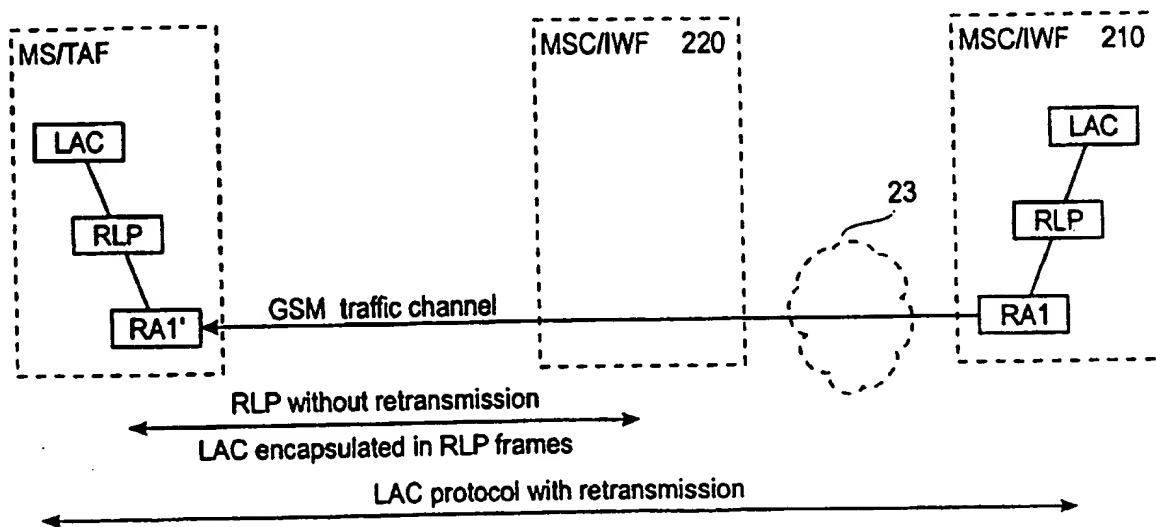 MS/TAF
MSC/IWF 220
MSC/IWF 210
LAC
LAC
23
RLP
RLP
GSM traffic channel
RA1'
RA1
RLP without retransmission
LAC encapsulated in RLP frames
LAC protocol with retransmission